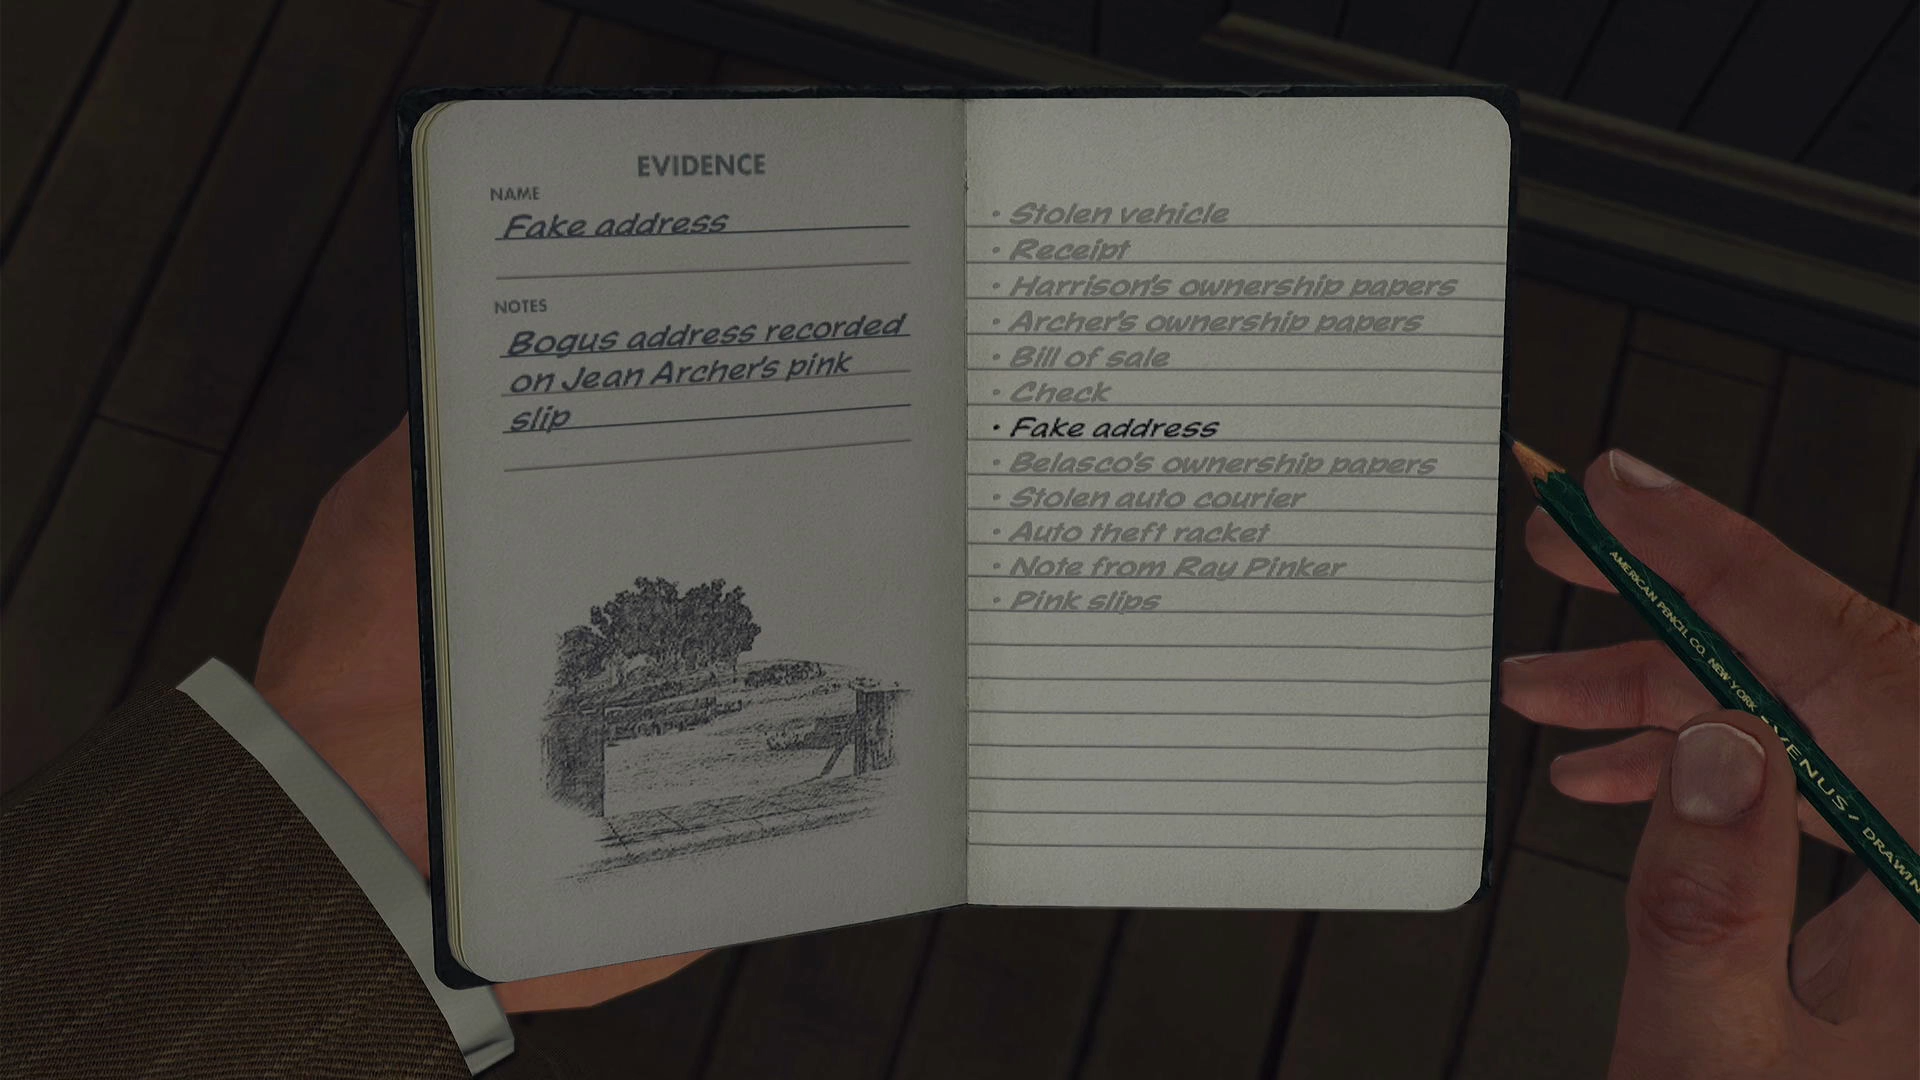 EVIDENCE
NAME
Fake address
NOTES
Bogus address recorded
on Jean Archer's pink
slip
• Stolen vehicle
• Receipt
• Harrison's ownership papers
• Archer's ownership papers
• Bill of sale
• Check
• Fake address
• Belasco's ownership papers
• Stolen auto courier
• Auto theft racket
• Note from Ray Pinker
• Pink slips
AMERICAN PENCIL CO. NEW YORK VENUS / DRAWN